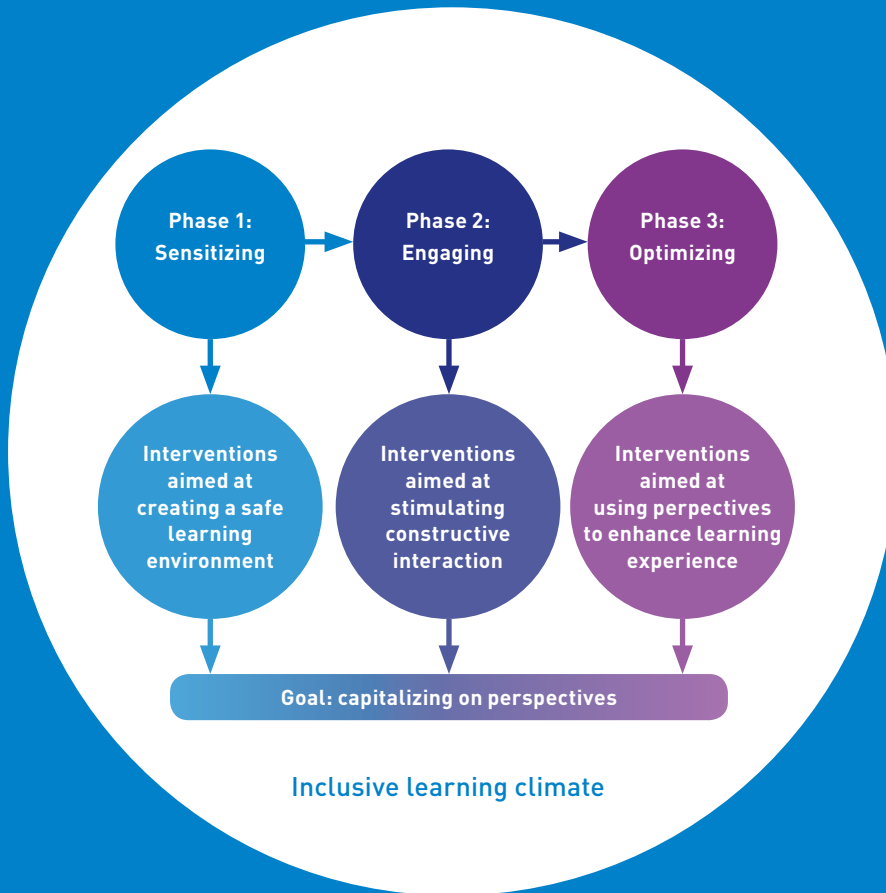 Phase 1:
Sensitizing
Phase 2:
Engaging
Phase 3:
Optimizing
Interventions
aimed at
creating a safe
learning
environment
Interventions
aimed at
stimulating
constructive
interaction
Interventions
aimed at
using perpectives
to enhance learning
experience
Goal: capitalizing on perspectives
Inclusive learning climate